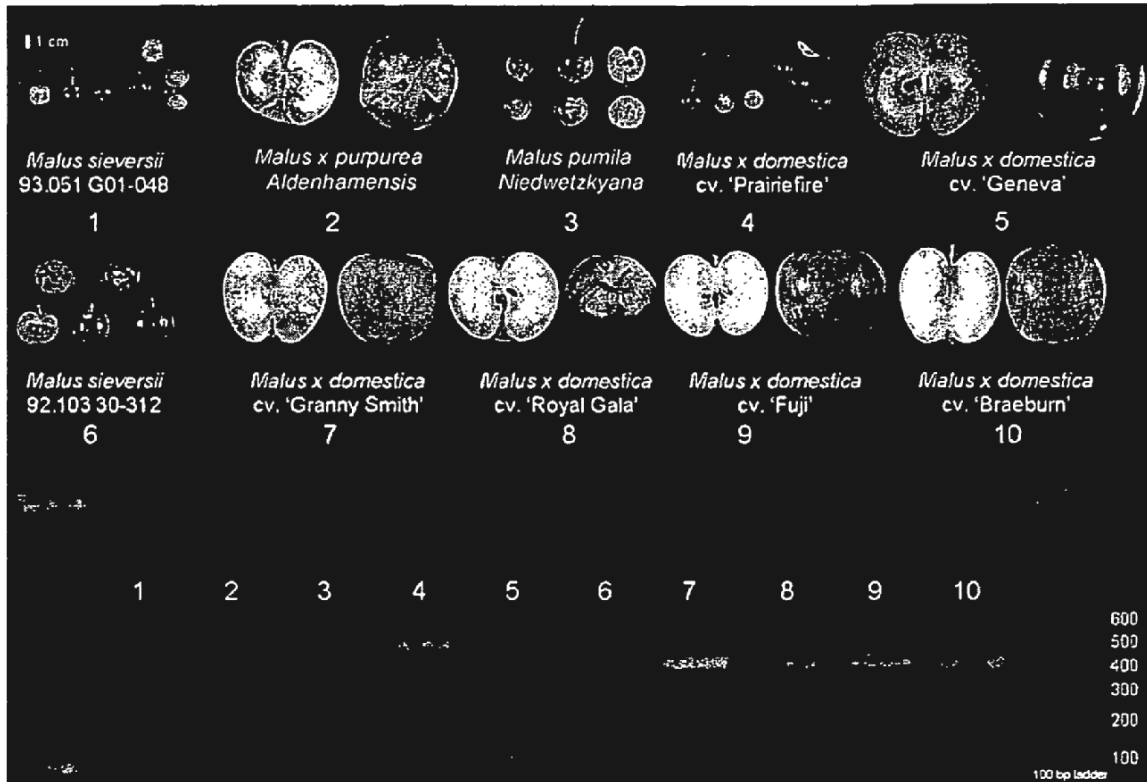 1 cm
Malus sieversii
93.051 G01-048
1
Malus x purpurea
Aldenhamensis
2
Malus pumila
Niedwetzkyana
3
Malus x domestica
cv. 'Prairiefire'
4
Malus x domestica
cv. 'Geneva'
5
Malus sieversii
92.103 30-312
6
Malus x domestica
cv. 'Granny Smith'
7
Malus x domestica
cv. 'Royal Gala'
8
Malus x domestica
cv. 'Fuji'
9
Malus x domestica
cv. 'Braeburn'
10
1 2 3 4 5 6 7 8 9 10
600
500
400
300
200
100
100 bp ladder